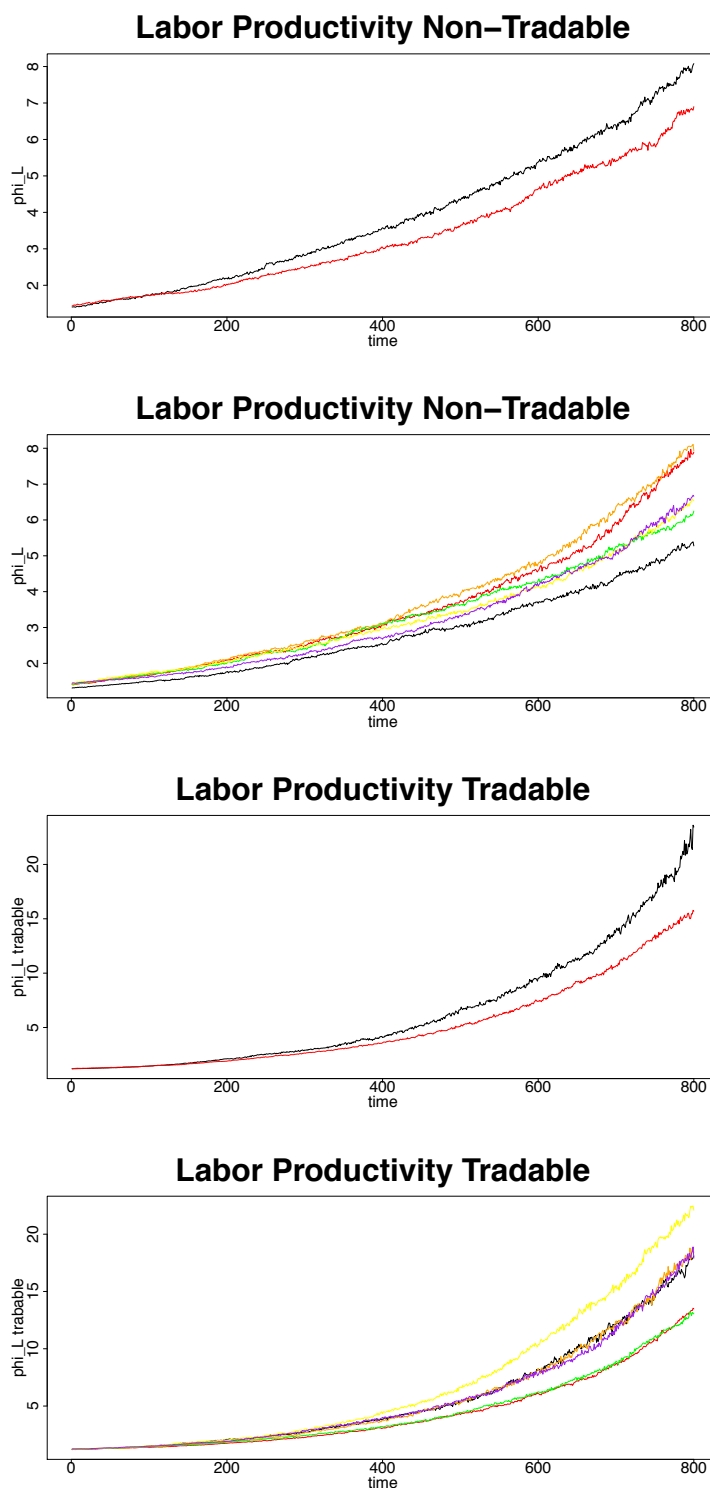 Labor Productivity Non−Tradable
8
7
6
5
4
3
2
phi_L
0 200 400 600 800
time
Labor Productivity Non−Tradable
8
7
6
5
4
3
2
phi_L
0 200 400 600 800
time
Labor Productivity Tradable
20
15
10
5
phi_L trabable
0 200 400 600 800
time
Labor Productivity Tradable
20
15
10
5
phi_L trabable
0 200 400 600 800
time